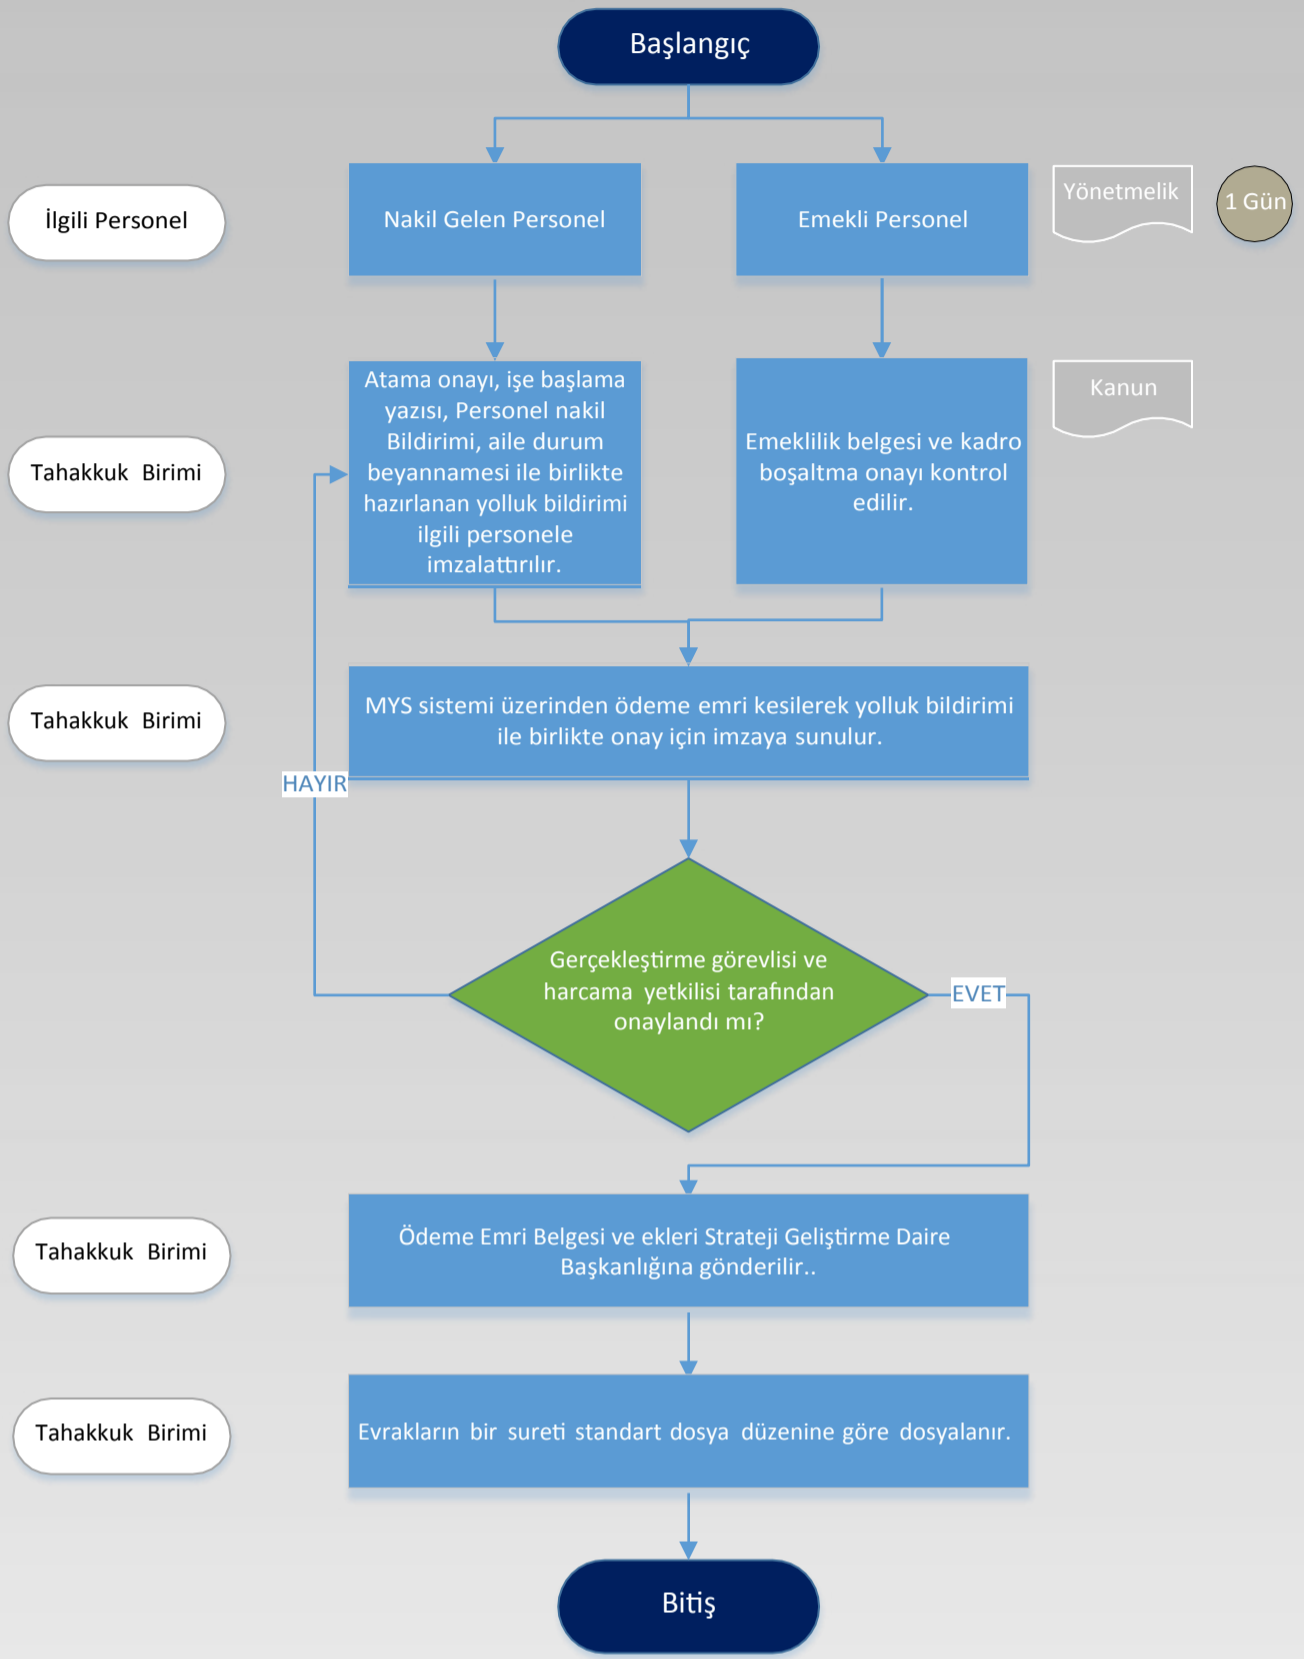 Başlangıç
İlgili Personel
Nakil Gelen Personel
Emekli Personel
Yönetmelik
1 Gün
Tahakkuk Birimi
Atama onayı, işe başlama
yazısı, Personel nakil
Bildirimi, aile durum
beyannamesi ile birlikte
hazırlanan yolluk bildirimi
ilgili personele
imzalattırılır.
Emeklilik belgesi ve kadro
boşaltma onayı kontrol
edilir.
Kanun
Tahakkuk Birimi
MYS sistemi üzerinden ödeme emri kesilerek yolluk bildirimi
ile birlikte onay için imzaya sunulur.
HAYIR
Gerçekleştirme görevlisi ve
harcama yetkilisi tarafından
onaylandı mı?
EVET
Tahakkuk Birimi
Ödeme Emri Belgesi ve ekleri Strateji Geliştirme Daire
Başkanlığına gönderilir..
Tahakkuk Birimi
Evrakların bir sureti standart dosya düzenine göre dosyalanır.
Bitiş